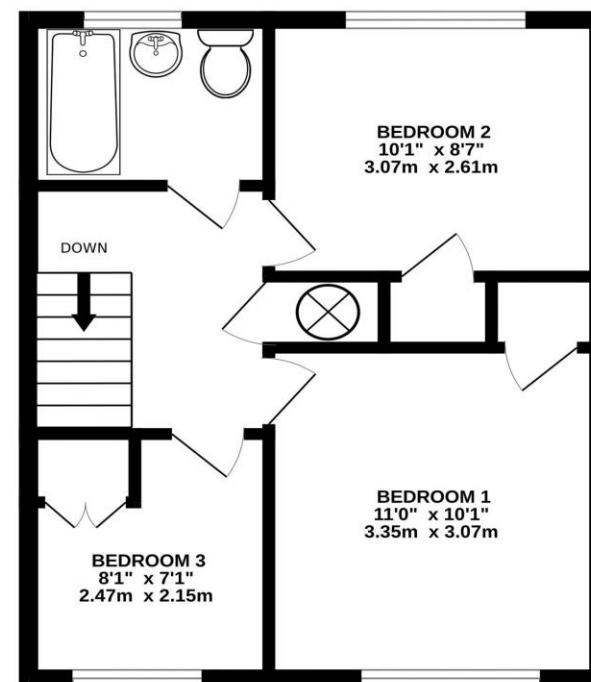 BEDROOM 2
10'1" x 8'7"
3.07m x 2.61m
DOWN
BEDROOM 1
11'0" x 10'1"
3.35m x 3.07m
BEDROOM 3
8'1" x 7'1"
2.47m x 2.15m